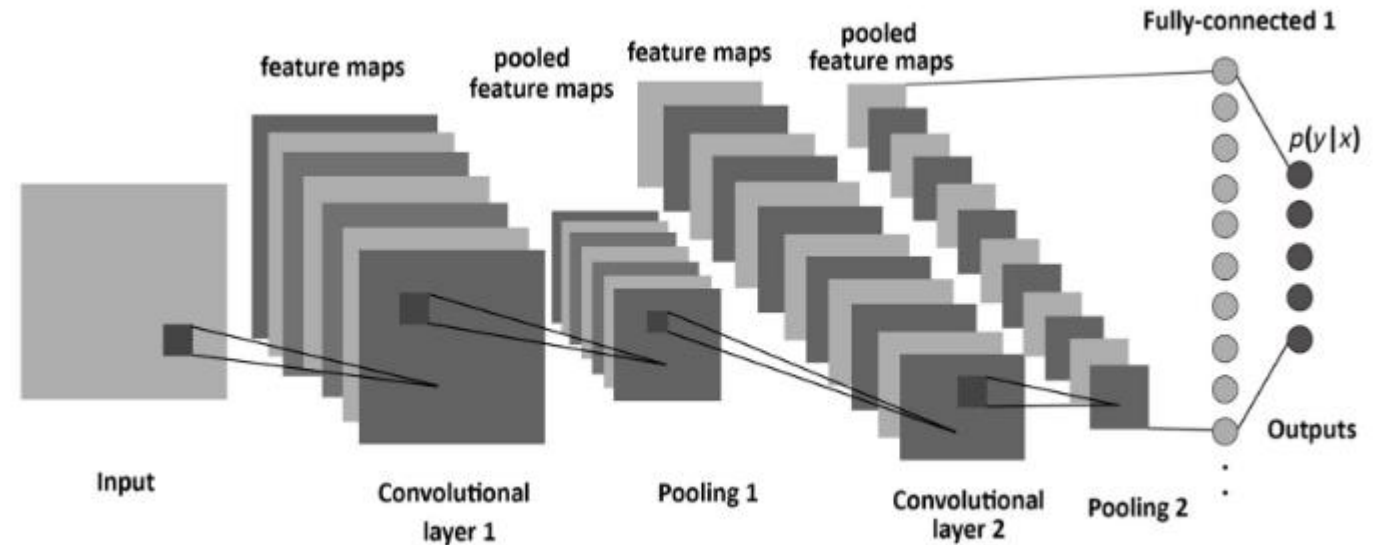 Fully-connected 1
feature maps
pooled
feature maps
feature maps
pooled
feature maps
p(y|x)
Input
Convolutional
layer 1
Pooling 1
Convolutional
layer 2
Pooling 2
Outputs